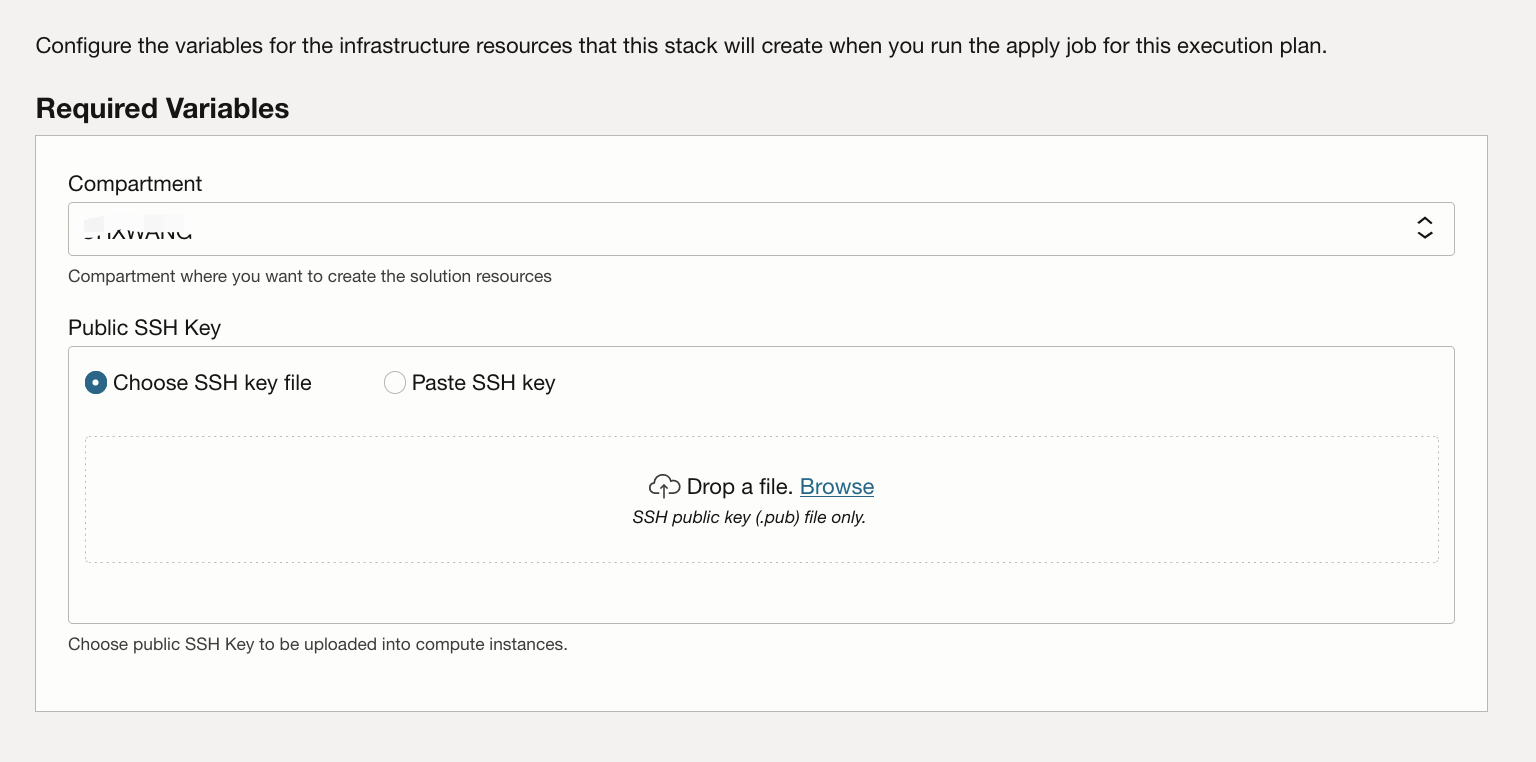 Configure the variables for the infrastructure resources that this stack will create when you run the apply job for this execution plan.
Required Variables
Compartment
Compartment where you want to create the solution resources
Public SSH Key
Choose SSH key file
Paste SSH key
Drop a file. Browse
SSH public key (.pub) file only.
Choose public SSH Key to be uploaded into compute instances.